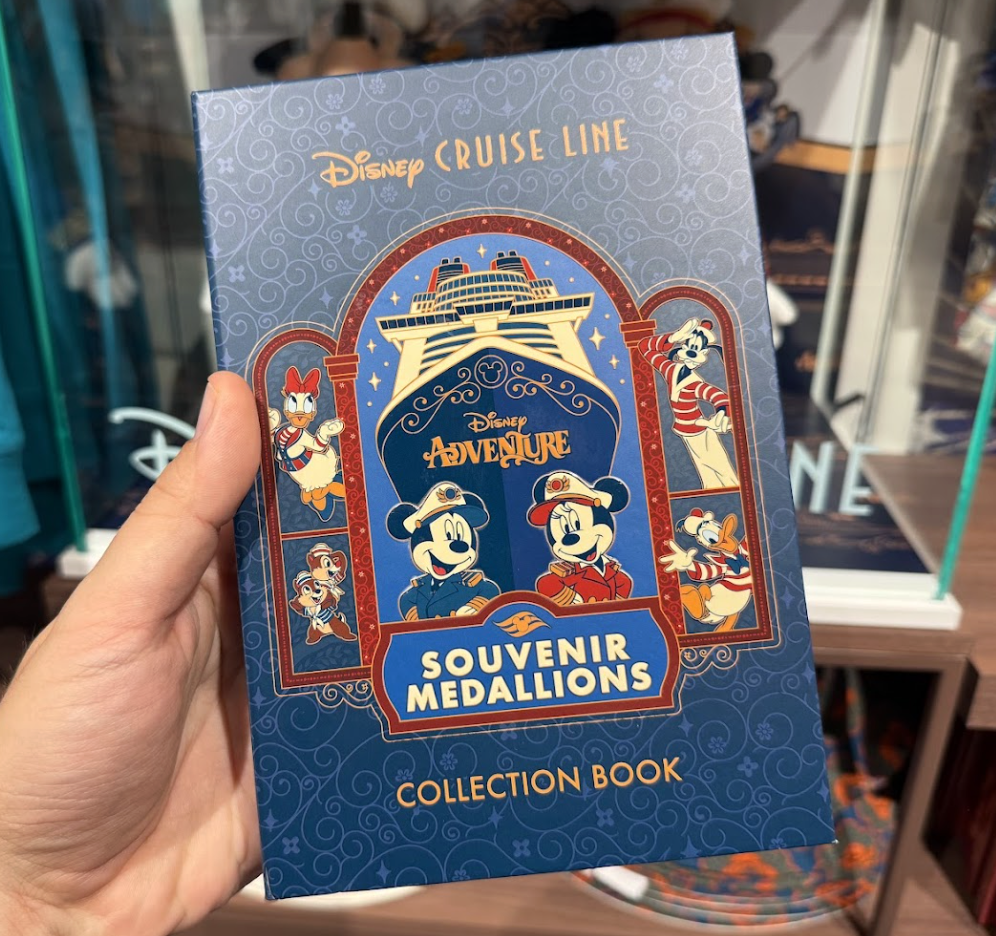 Disney CRUISE LINE
Disney
ADVENTURE
SOUVENIR
MEDALLIONS
COLLECTION BOOK